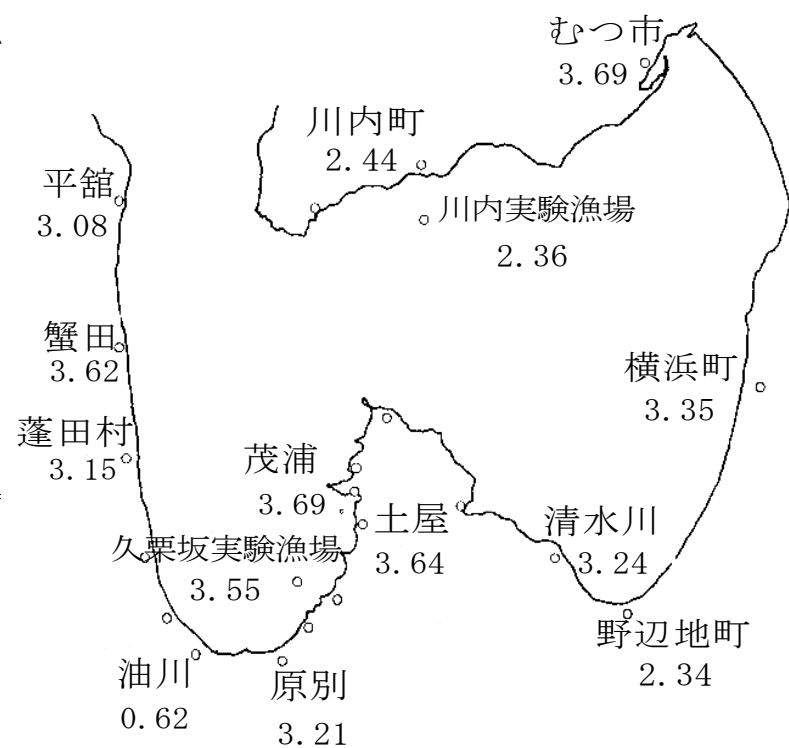 むつ市
3.69
川内町
2.44
平舘
3.08
川内実験漁場
2.36
蟹田
3.62
横浜町
3.35
蓬田村
3.15
茂浦
3.69
土屋
3.64
清水川
3.24
久栗坂実験漁場
3.55
野辺地町
2.34
油川
0.62
原別
3.21